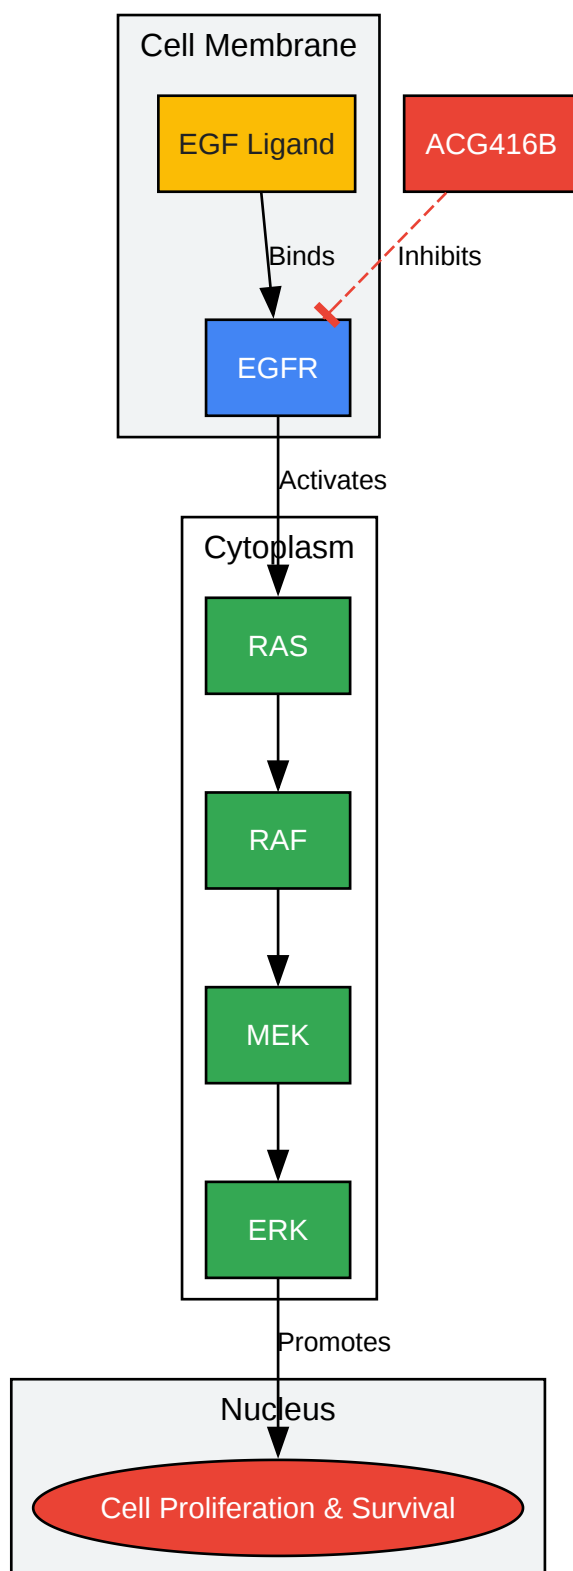 Cell Membrane
EGF Ligand
ACG416B
Binds
Inhibits
EGFR
Activates
Cytoplasm
RAS
RAF
MEK
ERK
Promotes
Nucleus
Cell Proliferation & Survival